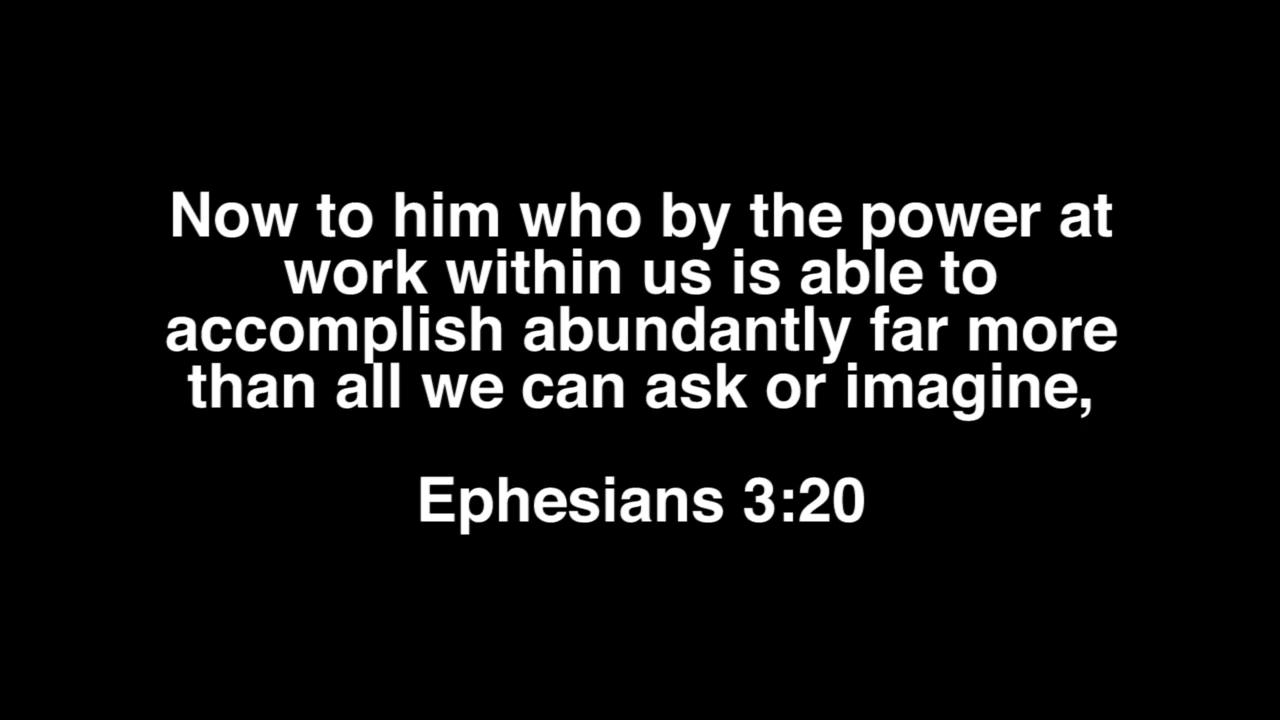 Now to him who by the power at
work within us is able to
accomplish abundantly far more
than all we can ask or imagine,
Ephesians 3:20